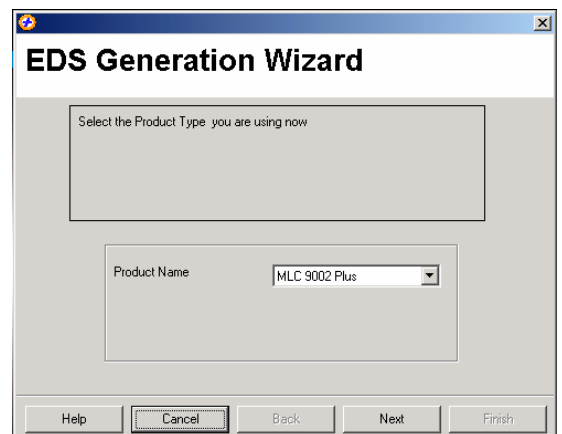 EDS Generation Wizard
Select the Product Type you are using now
Product Name
MLC 9002 Plus
Help Cancel Back Next Finish